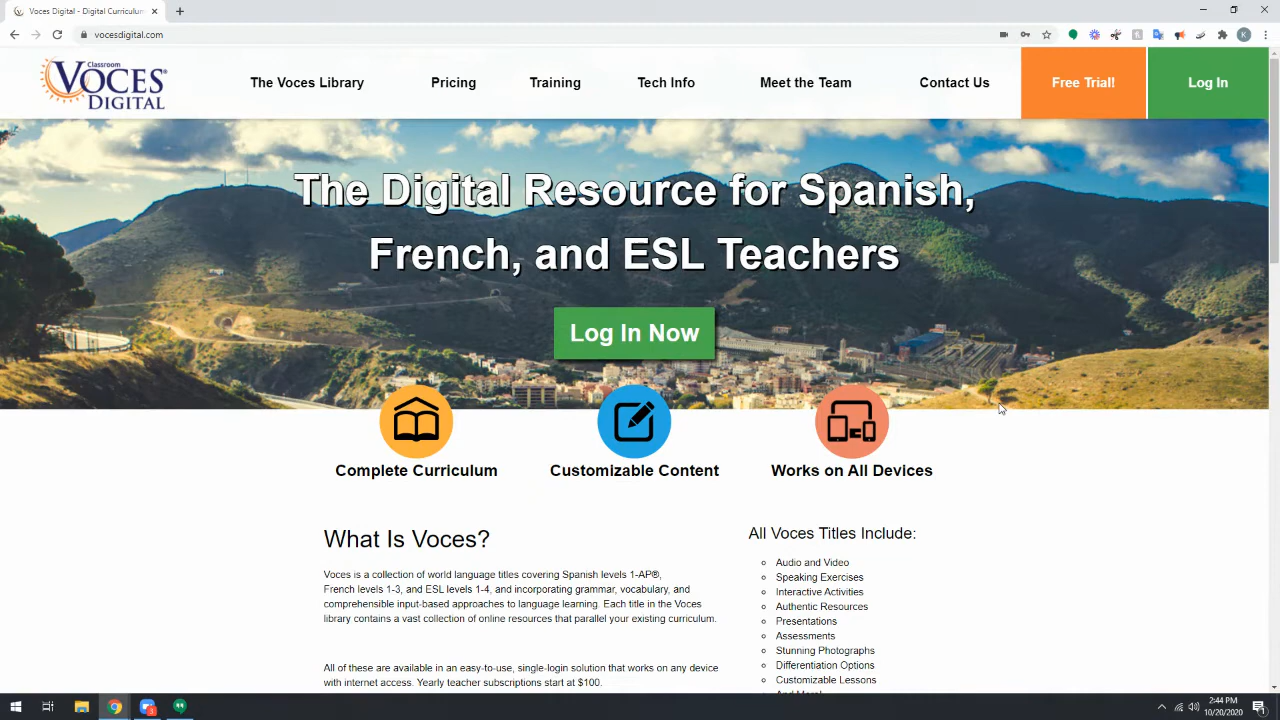 Voces Digital - Digital Curriculum
vocesdigital.com
Classroom
VOCES
DIGITAL
The Voces Library
Pricing
Training
Tech Info
Meet the Team
Contact Us
Free Trial!
Log In
The Digital Resource for Spanish,
French, and ESL Teachers
Log In Now
Complete Curriculum
Customizable Content
Works on All Devices
What Is Voces?
Voces is a collection of world language titles covering Spanish levels 1-AP®,
French levels 1-3, and ESL levels 1-4, and incorporating grammar, vocabulary, and
comprehensible input-based approaches to language learning. Each title in the Voces
library contains a vast collection of online resources that parallel your existing curriculum.
All of these are available in an easy-to-use, single-login solution that works on any device
with internet access. Yearly teacher subscriptions start at $100.
All Voces Titles Include:
Audio and Video
Speaking Exercises
Interactive Activities
Authentic Resources
Presentations
Assessments
Stunning Photographs
Differentiation Options
Customizable Lessons
And More!
K
3
2:44 PM
10/20/2020
1